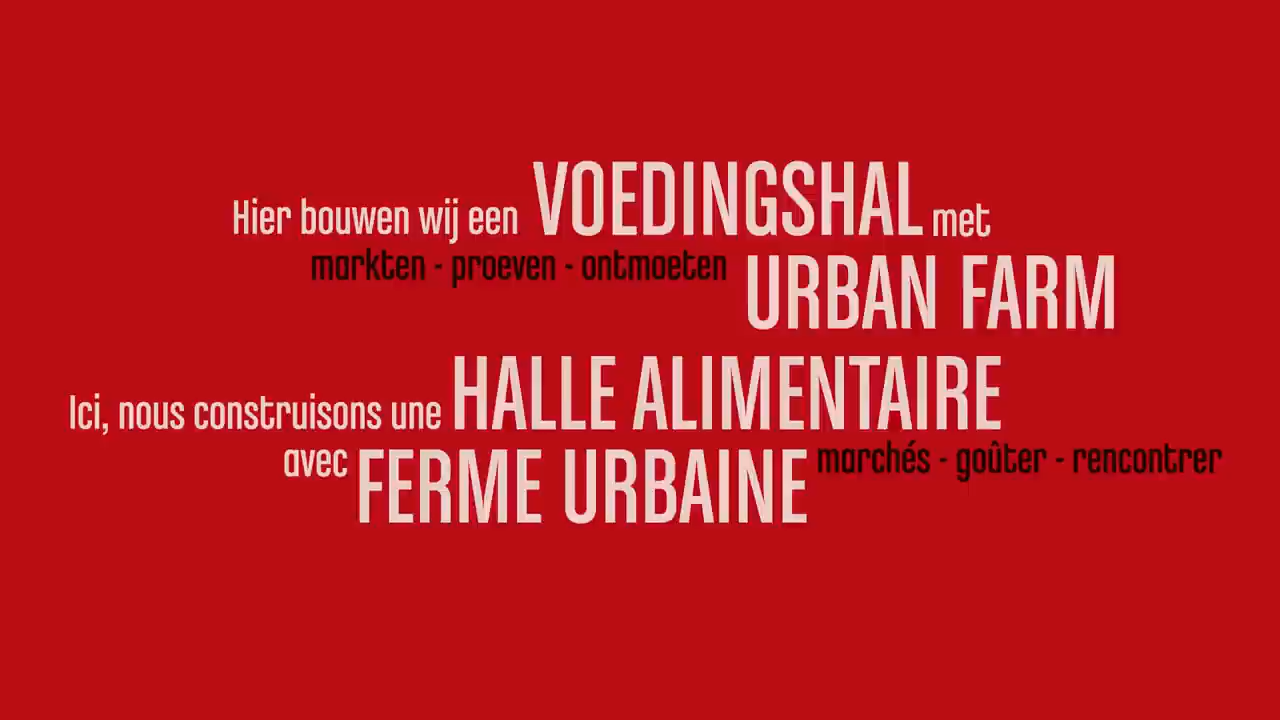 Hier bouwen wij een VOEDINGSHAL met
markten - proeven - ontmoeten URBAN FARM
Ici, nous construisons une HALLE ALIMENTAIRE
avec FERME URBAINE marchés - goûter - rencontrer